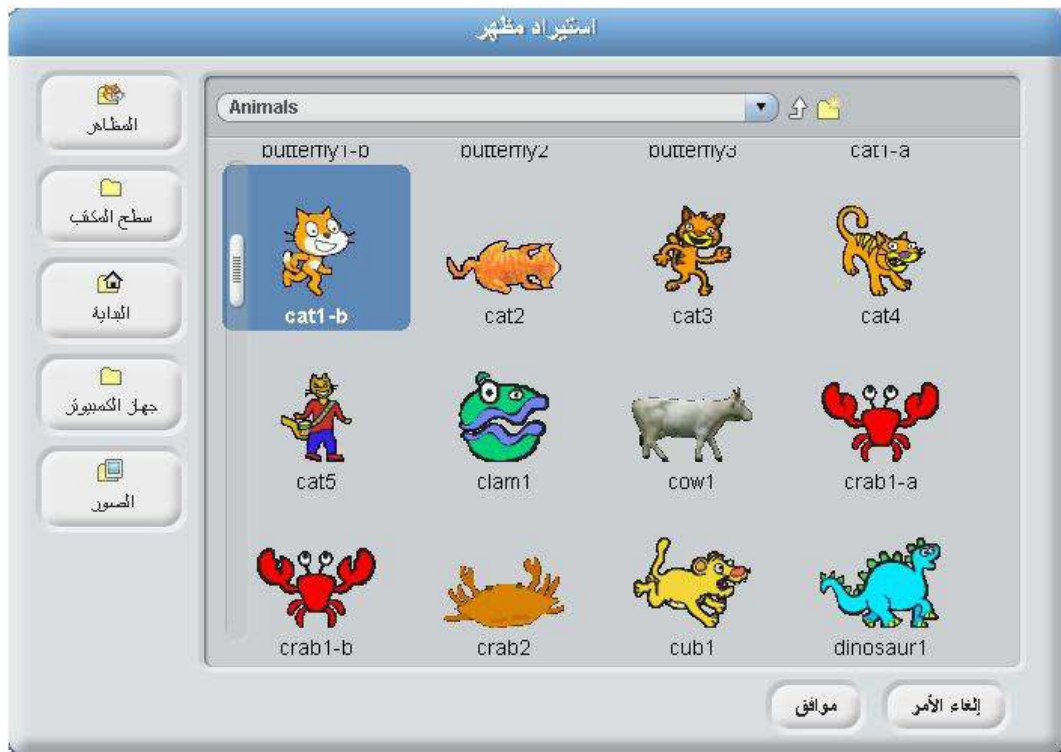 استيراد مظهر
Animals
المظاهر
سطح المكتب
البداية
جهاز الكمبيوتر
الصور
butterfly1-b butterfly2 butterfly3 cat1-a
cat1-b cat2 cat3 cat4
cat5 clam1 cow1 crab1-a
crab1-b crab2 cub1 dinosaur1
موافق إلغاء الأمر